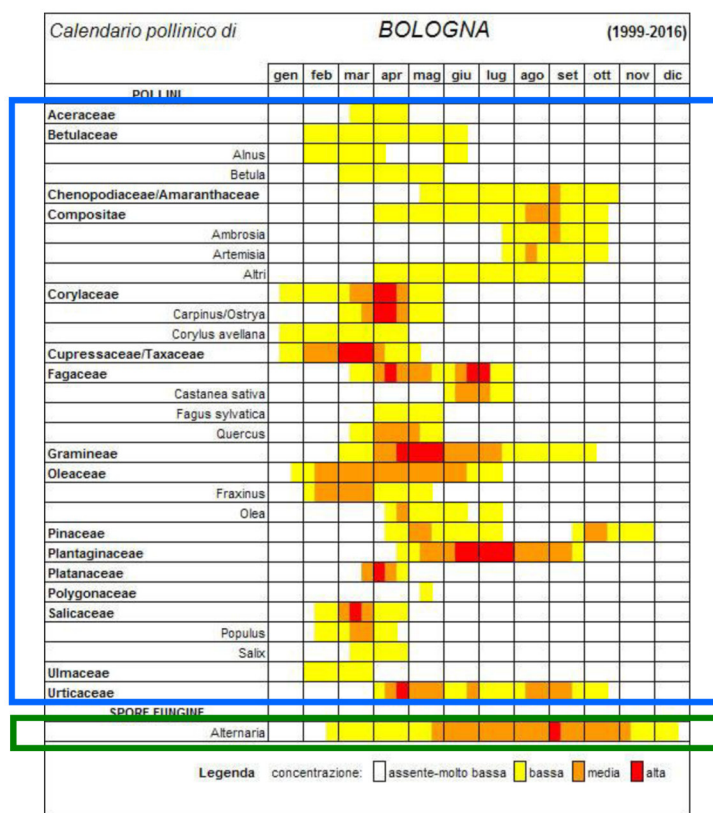 Calendario pollinico di BOLOGNA (1999-2016)
gen feb mar apr mag giu lug ago set ott nov dic
POLLINI
Aceraceae
Betulaceae
Alnus
Betula
Chenopodiaceae/Amaranthaceae
Compositae
Ambrosia
Artemisia
Altri
Corylaceae
Carpinus/Ostrya
Corylus avellana
Cupressaceae/Taxaceae
Fagaceae
Castanea sativa
Fagus sylvatica
Quercus
Gramineae
Oleaceae
Fraxinus
Olea
Pinaceae
Plantaginaceae
Platanaceae
Polygonaceae
Salicaceae
Populus
Salix
Ulmaceae
Urticaceae
SPORE FUNGINE
Alternaria
Legenda concentrazione: assente-molto bassa bassa media alta